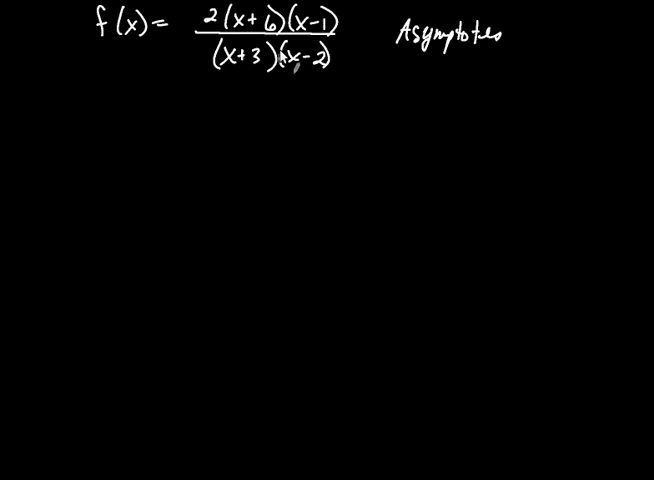 f(x) = 2(x+6)(x-1) / (x+3)(x-2) Asymptotes